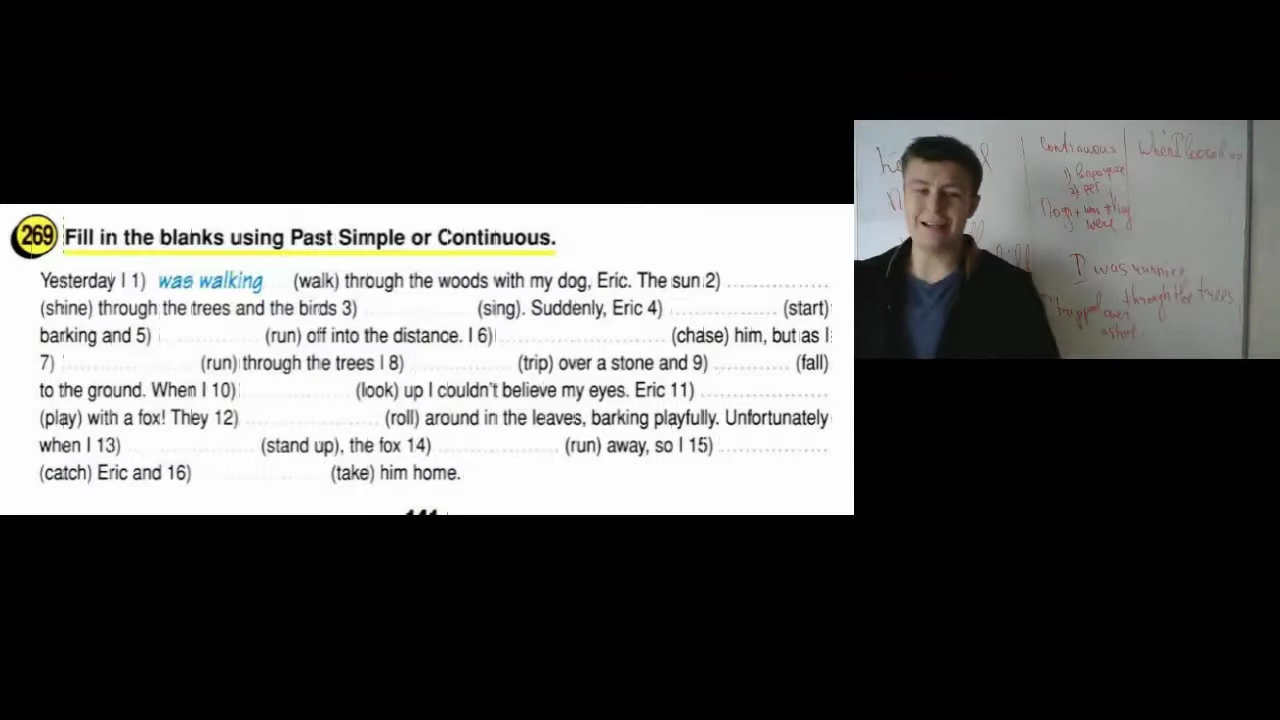 269 Fill in the blanks using Past Simple or Continuous.
Yesterday I 1) was walking (walk) through the woods with my dog, Eric. The sun 2) ....................
(shine) through the trees and the birds 3) .................... (sing). Suddenly, Eric 4) .................... (start)
barking and 5) .................... (run) off into the distance. I 6) .................... (chase) him, but as I
7) .................... (run) through the trees I 8) .................... (trip) over a stone and 9) .................... (fall)
to the ground. When I 10) .................... (look) up I couldn't believe my eyes. Eric 11) ....................
(play) with a fox! They 12) .................... (roll) around in the leaves, barking playfully. Unfortunately
when I 13) .................... (stand up), the fox 14) .................... (run) away, so I 15) ....................
(catch) Eric and 16) .................... (take) him home.
Continuous
1)
2)
were
I was
through the trees
over